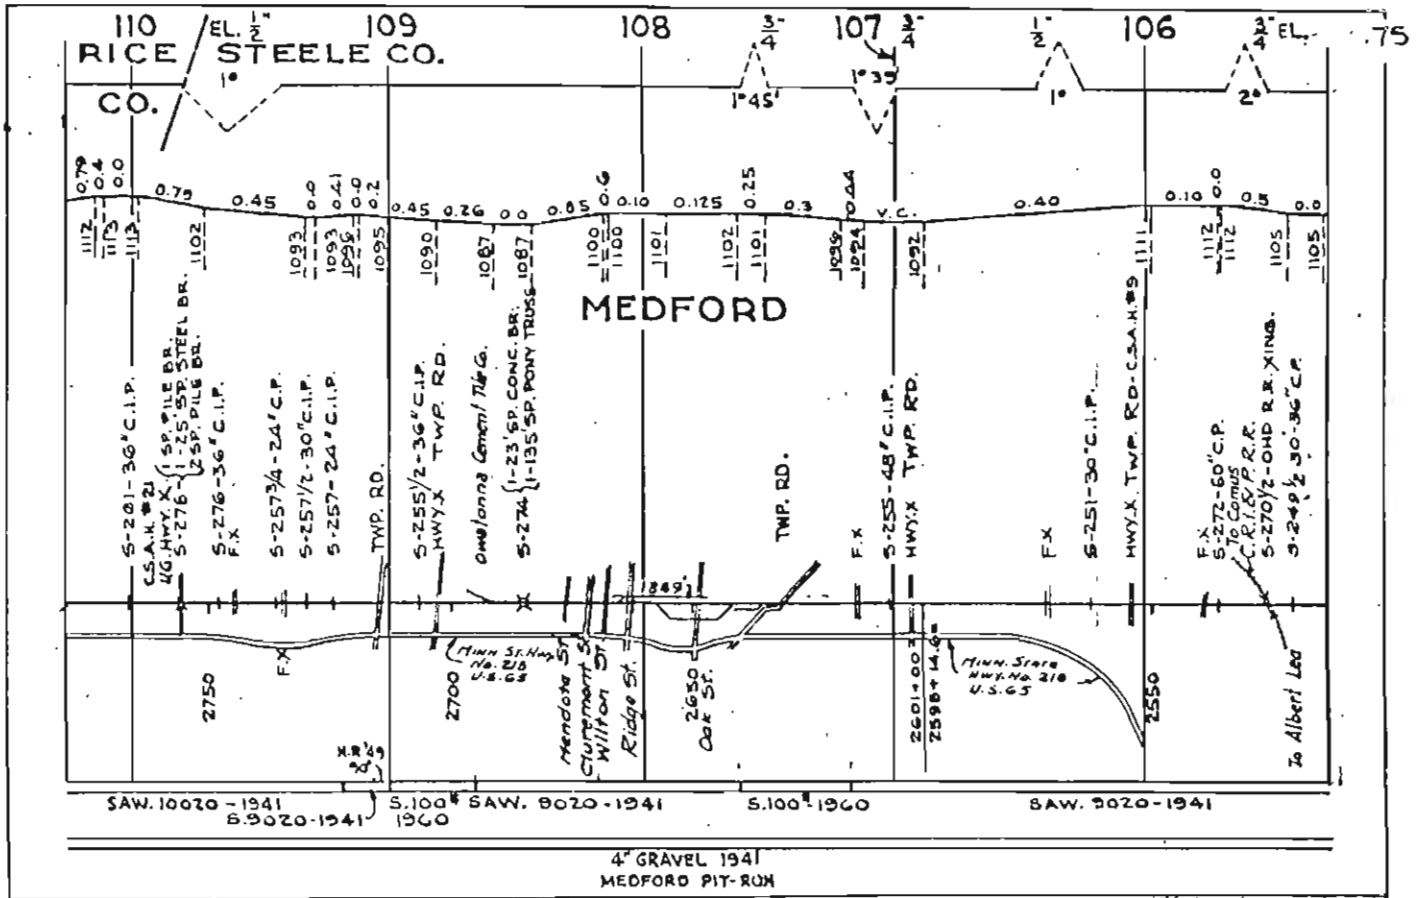 110 109 108 107 106 .75
EL. 1/2" 3/4" 3/4" 1/2 1" 3/4" EL.
RICE STEELE CO.
CO.
1° 1°45' 1°39' 1° 2°
0.79 0.4 0.0 0.79 0.45 0.0 0.41 0.0 0.2 0.45 0.26 0.0 0.85 0.6 0.10 0.125 0.25 0.3 0.44 V.C. 0.40 0.10 0.0 0.5 0.0
1112 1113 1113 1102 1093 1093 1096 1095 1090 1087 1087 1100 1100 1101 1102 1101 1096 1094 1092 1111 1112 1112 1105 1105
MEDFORD
S-281-36" C.I.P.
C.S.A.H. #21
UG. HWY. X.
S-278- 1 SP. PILE BR.
1-25' SP. STEEL BR.
2 SP. PILE BR.
S-276-36" C.I.P.
F.X
S-257 3/4-24" C.I.P.
S-257 1/2-30" C.I.P.
S-257-24" C.I.P.
TWP. RD.
S-255 1/2-36" C.I.P.
HWY.X TWP. RD.
Owatonna Cement Tile Co.
S-274 1-23' SP. CONC. BR.
1-135' SP. PONY TRUSS
TWP. RD.
F.X
S-255-48" C.I.P.
HWY.X TWP. RD.
F.X
S-251-30" C.I.P.
HWY.X TWP. RD-C.S.A.H. #9
F.X
S-272-60" C.P.
To Comus
C.R.I. & P. R.R.
S-270 1/2-OHD R.R. XING.
S-249 1/2 30'-36" C.P.
1849'
F.X
2750
MINN. ST. HWY.
No. 218
U.S. 65
2700
Mendota St
Claremont St
Wilton St.
Ridge St.
2650
Oak St.
2601+00
2598+14.6
MINN. STATE
HWY. No. 218
U.S. 65
2550
To Albert Lea
H.R. '49
90#
SAW. 10020-1941 S.100# SAW. 9020-1941 S.100#-1960 SAW. 9020-1941
S.9020-1941 1960
4" GRAVEL 1941
MEDFORD PIT-RUN